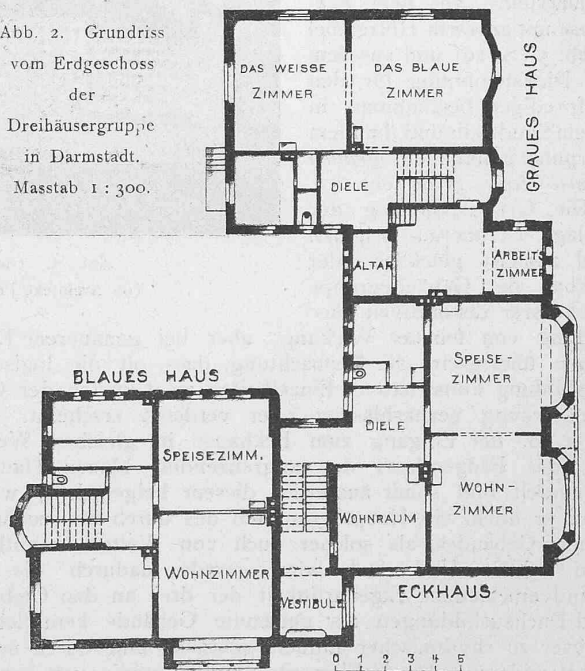 Abb. 2. Grundriss
vom Erdgeschoss
der
Dreihäusergruppe
in Darmstadt.
Masstab 1 : 300.
DAS WEISSE
ZIMMER
DAS BLAUE
ZIMMER
GRAUES HAUS
DIELE
ALTAR
ARBEITS
ZIMMER
SPEISE
ZIMMER
BLAUES HAUS
SPEISEZIMM.
DIELE
WOHN-
ZIMMER
WOHNRAUM
WOHNZIMMER
VESTIBULE
ECKHAUS
0 1 2 3 4 5